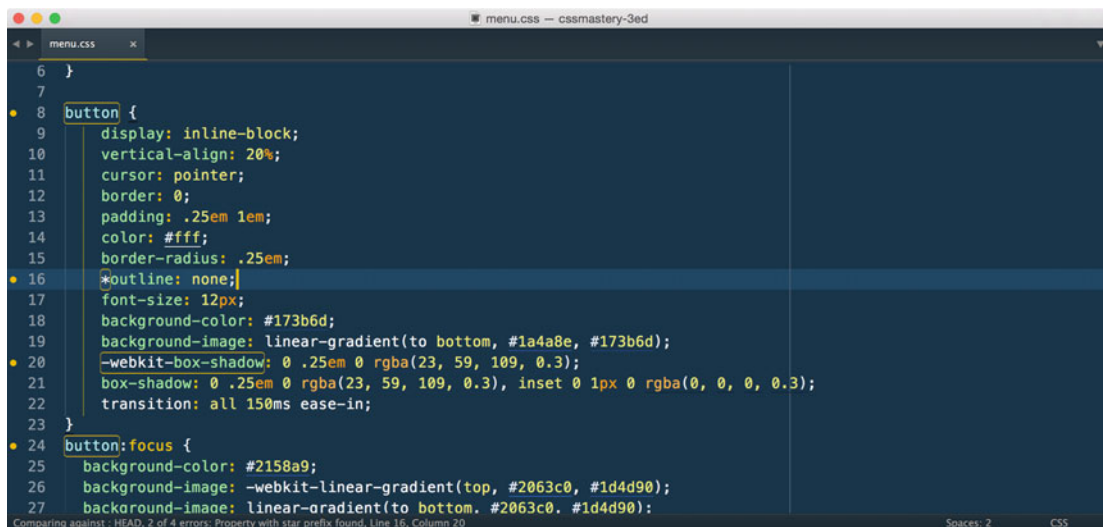 menu.css — cssmastery-3ed
menu.css ×
6 }
7
8 button {
9 display: inline-block;
10 vertical-align: 20%;
11 cursor: pointer;
12 border: 0;
13 padding: .25em 1em;
14 color: #fff;
15 border-radius: .25em;
16 *outline: none;
17 font-size: 12px;
18 background-color: #173b6d;
19 background-image: linear-gradient(to bottom, #1a4a8e, #173b6d);
20 -webkit-box-shadow: 0 .25em 0 rgba(23, 59, 109, 0.3);
21 box-shadow: 0 .25em 0 rgba(23, 59, 109, 0.3), inset 0 1px 0 rgba(0, 0, 0, 0.3);
22 transition: all 150ms ease-in;
23 }
24 button:focus {
25 background-color: #2158a9;
26 background-image: -webkit-linear-gradient(top, #2063c0, #1d4d90);
27 background-image: linear-gradient(to bottom, #2063c0, #1d4d90);
Comparing against : HEAD, 2 of 4 errors: Property with star prefix found, Line 16, Column 20
Spaces: 2
CSS